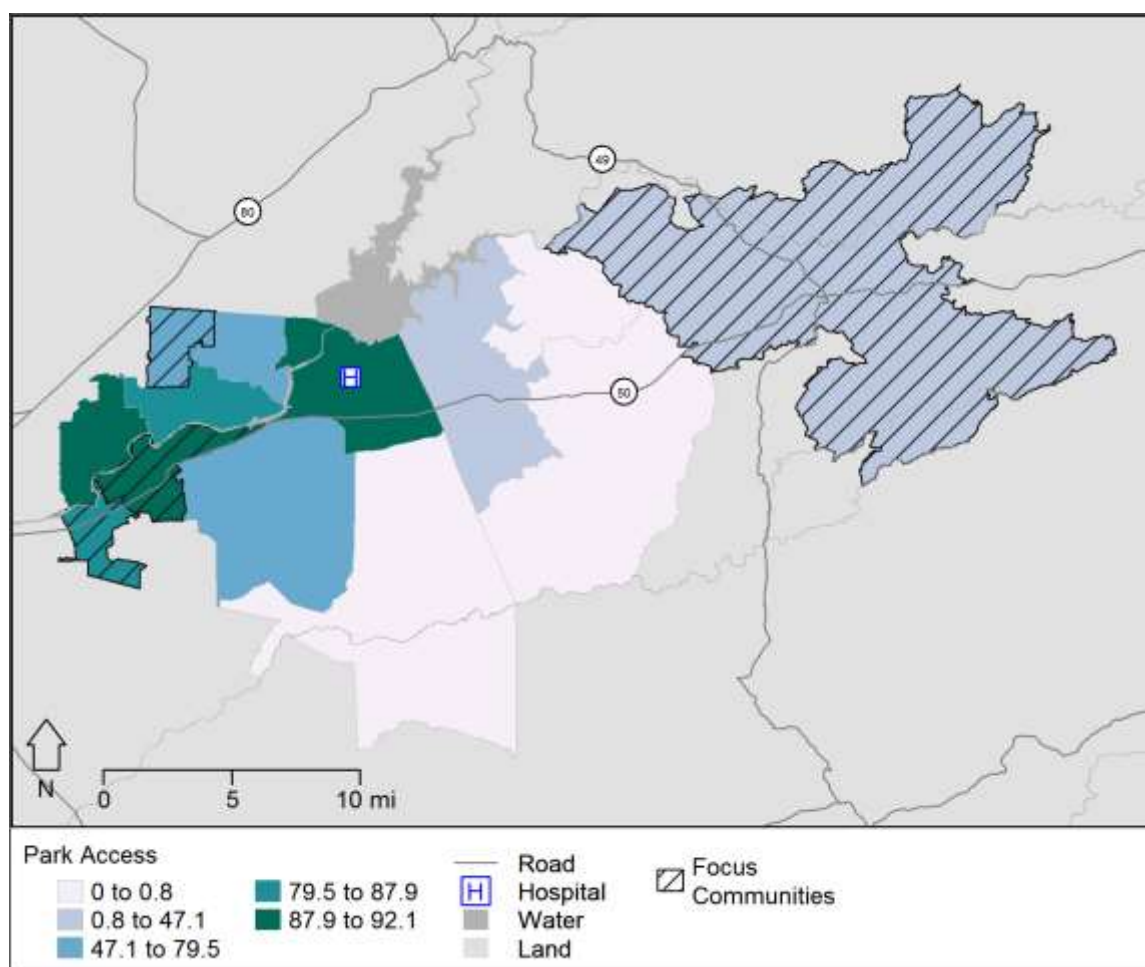 49
80
50
H
N
0 5 10 mi
Park Access
0 to 0.8
0.8 to 47.1
47.1 to 79.5
79.5 to 87.9
87.9 to 92.1
Road
H Hospital
Water
Land
Focus
Communities